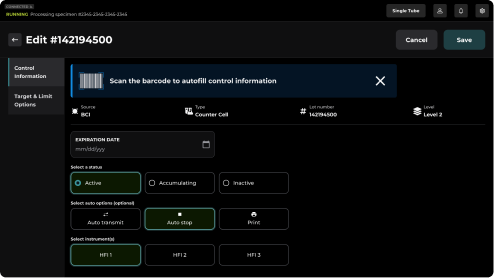 CONNECTED
RUNNING Processing specimen: #2345-2345-2345-2345
Single Tube
Edit #142194500
Cancel
Save
Control Information
Target & Limit Options
Scan the barcode to autofill control information
Source
BCI
Type
Counter Cell
Lot number
142194500
Level
Level 2
EXPIRATION DATE
mm/dd/yyy
Select a status
Active
Accumulating
Inactive
Select auto options (optional)
Auto transmit
Auto stop
Print
Select instrument(s)
HFI 1
HFI 2
HFI 3